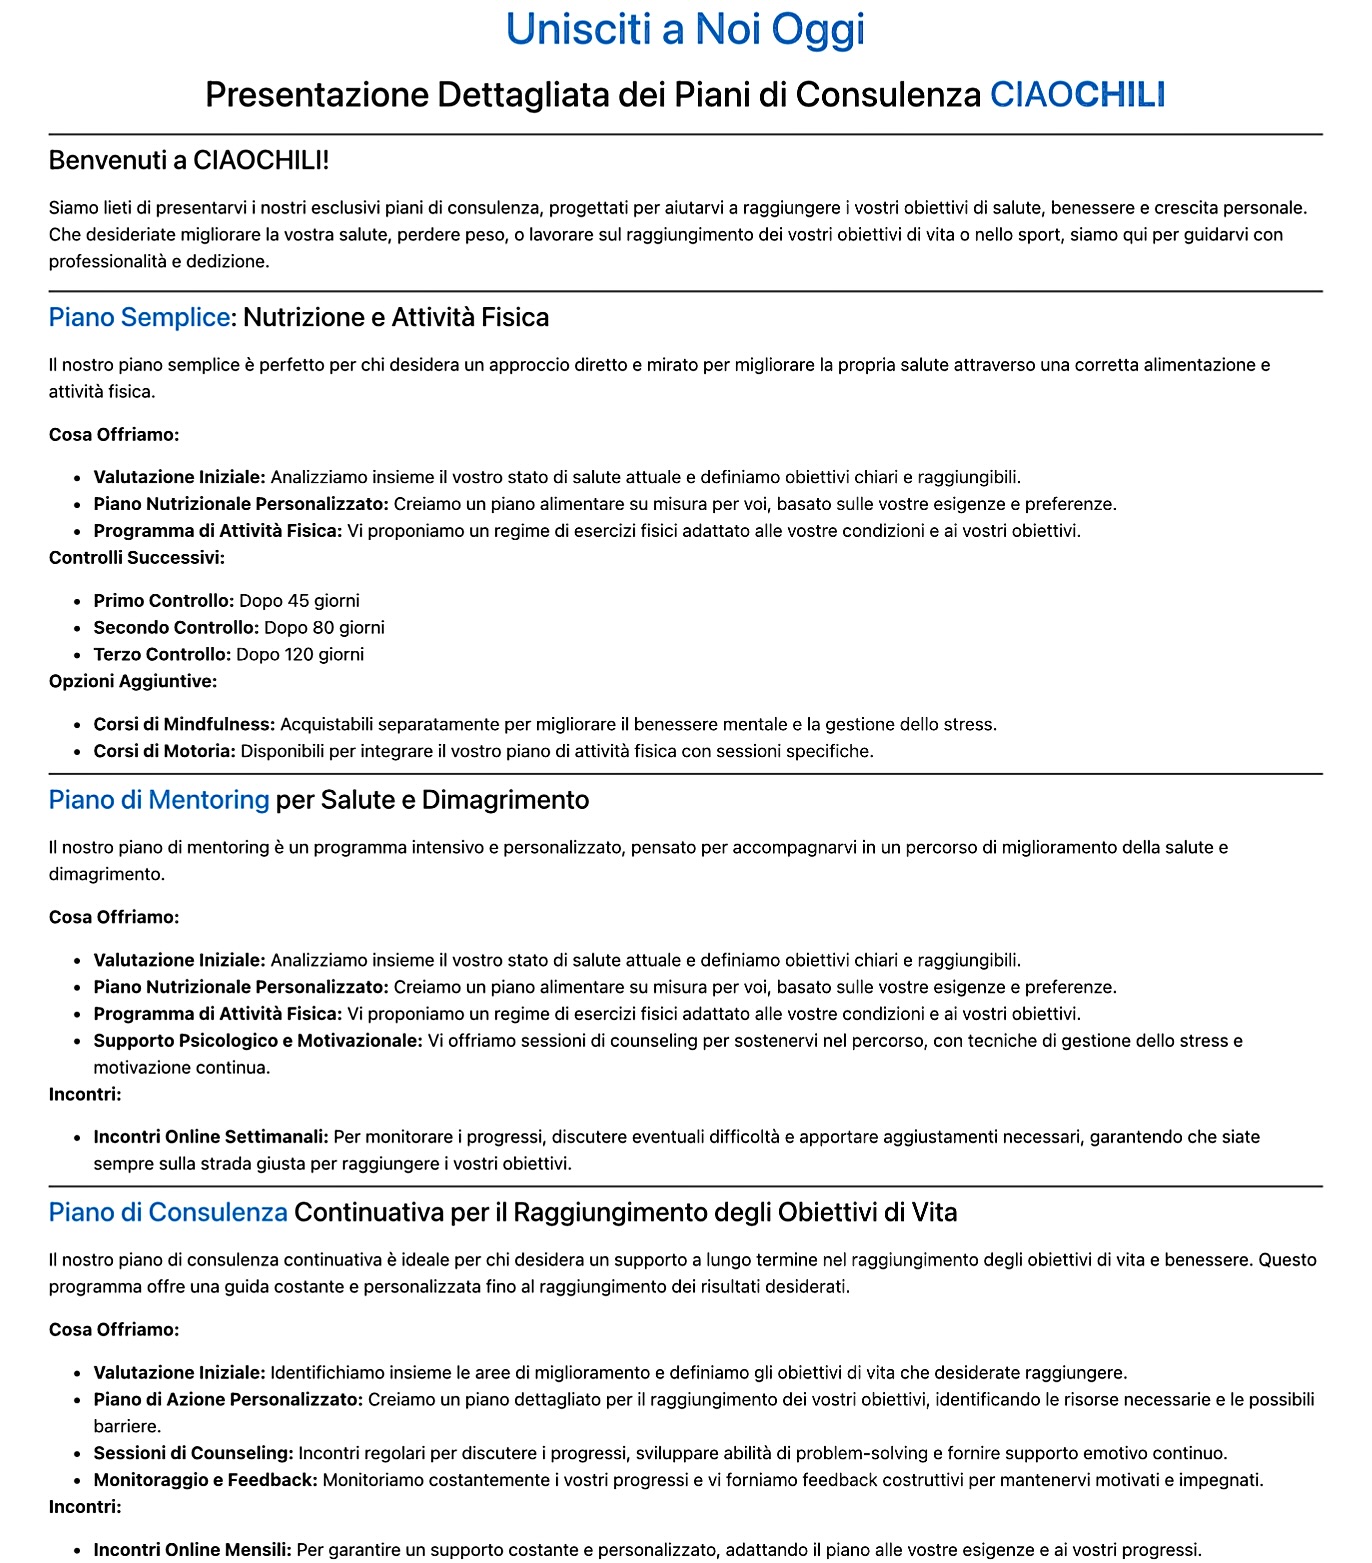 Unisciti a Noi Oggi
Presentazione Dettagliata dei Piani di Consulenza CIAOCHILI
Benvenuti a CIAOCHILI!
Siamo lieti di presentarvi i nostri esclusivi piani di consulenza, progettati per aiutarvi a raggiungere i vostri obiettivi di salute, benessere e crescita personale.
Che desideriate migliorare la vostra salute, perdere peso, o lavorare sul raggiungimento dei vostri obiettivi di vita o nello sport, siamo qui per guidarvi con
professionalità e dedizione.
Piano Semplice: Nutrizione e Attività Fisica
Il nostro piano semplice è perfetto per chi desidera un approccio diretto e mirato per migliorare la propria salute attraverso una corretta alimentazione e
attività fisica.
Cosa Offriamo:
• Valutazione Iniziale: Analizziamo insieme il vostro stato di salute attuale e definiamo obiettivi chiari e raggiungibili.
• Piano Nutrizionale Personalizzato: Creiamo un piano alimentare su misura per voi, basato sulle vostre esigenze e preferenze.
• Programma di Attività Fisica: Vi proponiamo un regime di esercizi fisici adattato alle vostre condizioni e ai vostri obiettivi.
Controlli Successivi:
• Primo Controllo: Dopo 45 giorni
• Secondo Controllo: Dopo 80 giorni
• Terzo Controllo: Dopo 120 giorni
Opzioni Aggiuntive:
• Corsi di Mindfulness: Acquistabili separatamente per migliorare il benessere mentale e la gestione dello stress.
• Corsi di Motoria: Disponibili per integrare il vostro piano di attività fisica con sessioni specifiche.
Piano di Mentoring per Salute e Dimagrimento
Il nostro piano di mentoring è un programma intensivo e personalizzato, pensato per accompagnarvi in un percorso di miglioramento della salute e
dimagrimento.
Cosa Offriamo:
• Valutazione Iniziale: Analizziamo insieme il vostro stato di salute attuale e definiamo obiettivi chiari e raggiungibili.
• Piano Nutrizionale Personalizzato: Creiamo un piano alimentare su misura per voi, basato sulle vostre esigenze e preferenze.
• Programma di Attività Fisica: Vi proponiamo un regime di esercizi fisici adattato alle vostre condizioni e ai vostri obiettivi.
• Supporto Psicologico e Motivazionale: Vi offriamo sessioni di counseling per sostenervi nel percorso, con tecniche di gestione dello stress e
motivazione continua.
Incontri:
• Incontri Online Settimanali: Per monitorare i progressi, discutere eventuali difficoltà e apportare aggiustamenti necessari, garantendo che siate
sempre sulla strada giusta per raggiungere i vostri obiettivi.
Piano di Consulenza Continuativa per il Raggiungimento degli Obiettivi di Vita
Il nostro piano di consulenza continuativa è ideale per chi desidera un supporto a lungo termine nel raggiungimento degli obiettivi di vita e benessere. Questo
programma offre una guida costante e personalizzata fino al raggiungimento dei risultati desiderati.
Cosa Offriamo:
• Valutazione Iniziale: Identifichiamo insieme le aree di miglioramento e definiamo gli obiettivi di vita che desiderate raggiungere.
• Piano di Azione Personalizzato: Creiamo un piano dettagliato per il raggiungimento dei vostri obiettivi, identificando le risorse necessarie e le possibili
barriere.
• Sessioni di Counseling: Incontri regolari per discutere i progressi, sviluppare abilità di problem-solving e fornire supporto emotivo continuo.
• Monitoraggio e Feedback: Monitoriamo costantemente i vostri progressi e vi forniamo feedback costruttivi per mantenervi motivati e impegnati.
Incontri:
• Incontri Online Mensili: Per garantire un supporto costante e personalizzato, adattando il piano alle vostre esigenze e ai vostri progressi.